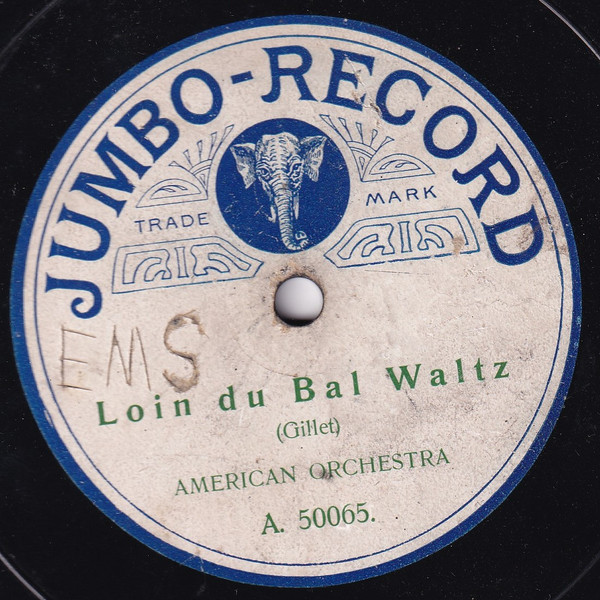 JUMBO-RECORD
TRADE MARK
EMS
Loin du Bal Waltz
(Gillet)
AMERICAN ORCHESTRA
A. 50065.